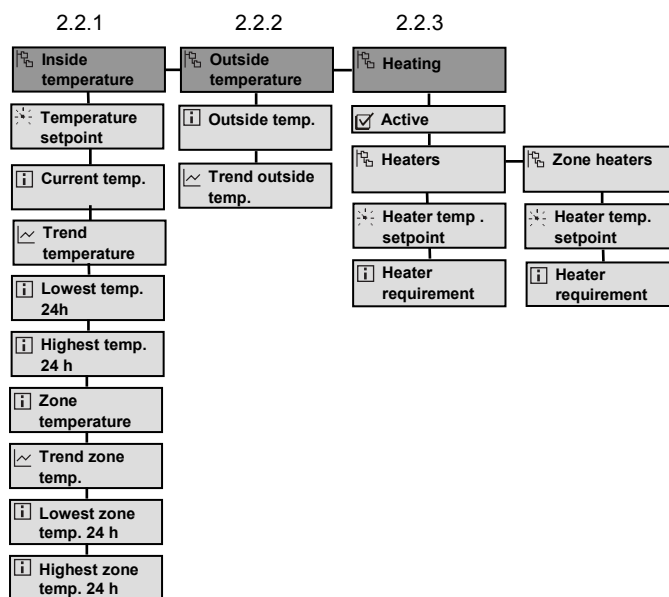 2.2.1
2.2.2
2.2.3
Inside
temperature
Outside
temperature
Heating
Temperature
setpoint
Current temp.
Trend
temperature
Lowest temp.
24h
Highest temp.
24 h
Zone
temperature
Trend zone
temp.
Lowest zone
temp. 24 h
Highest zone
temp. 24 h
Outside temp.
Trend outside
temp.
Active
Heaters
Heater temp .
setpoint
Heater
requirement
Zone heaters
Heater temp.
setpoint
Heater
requirement